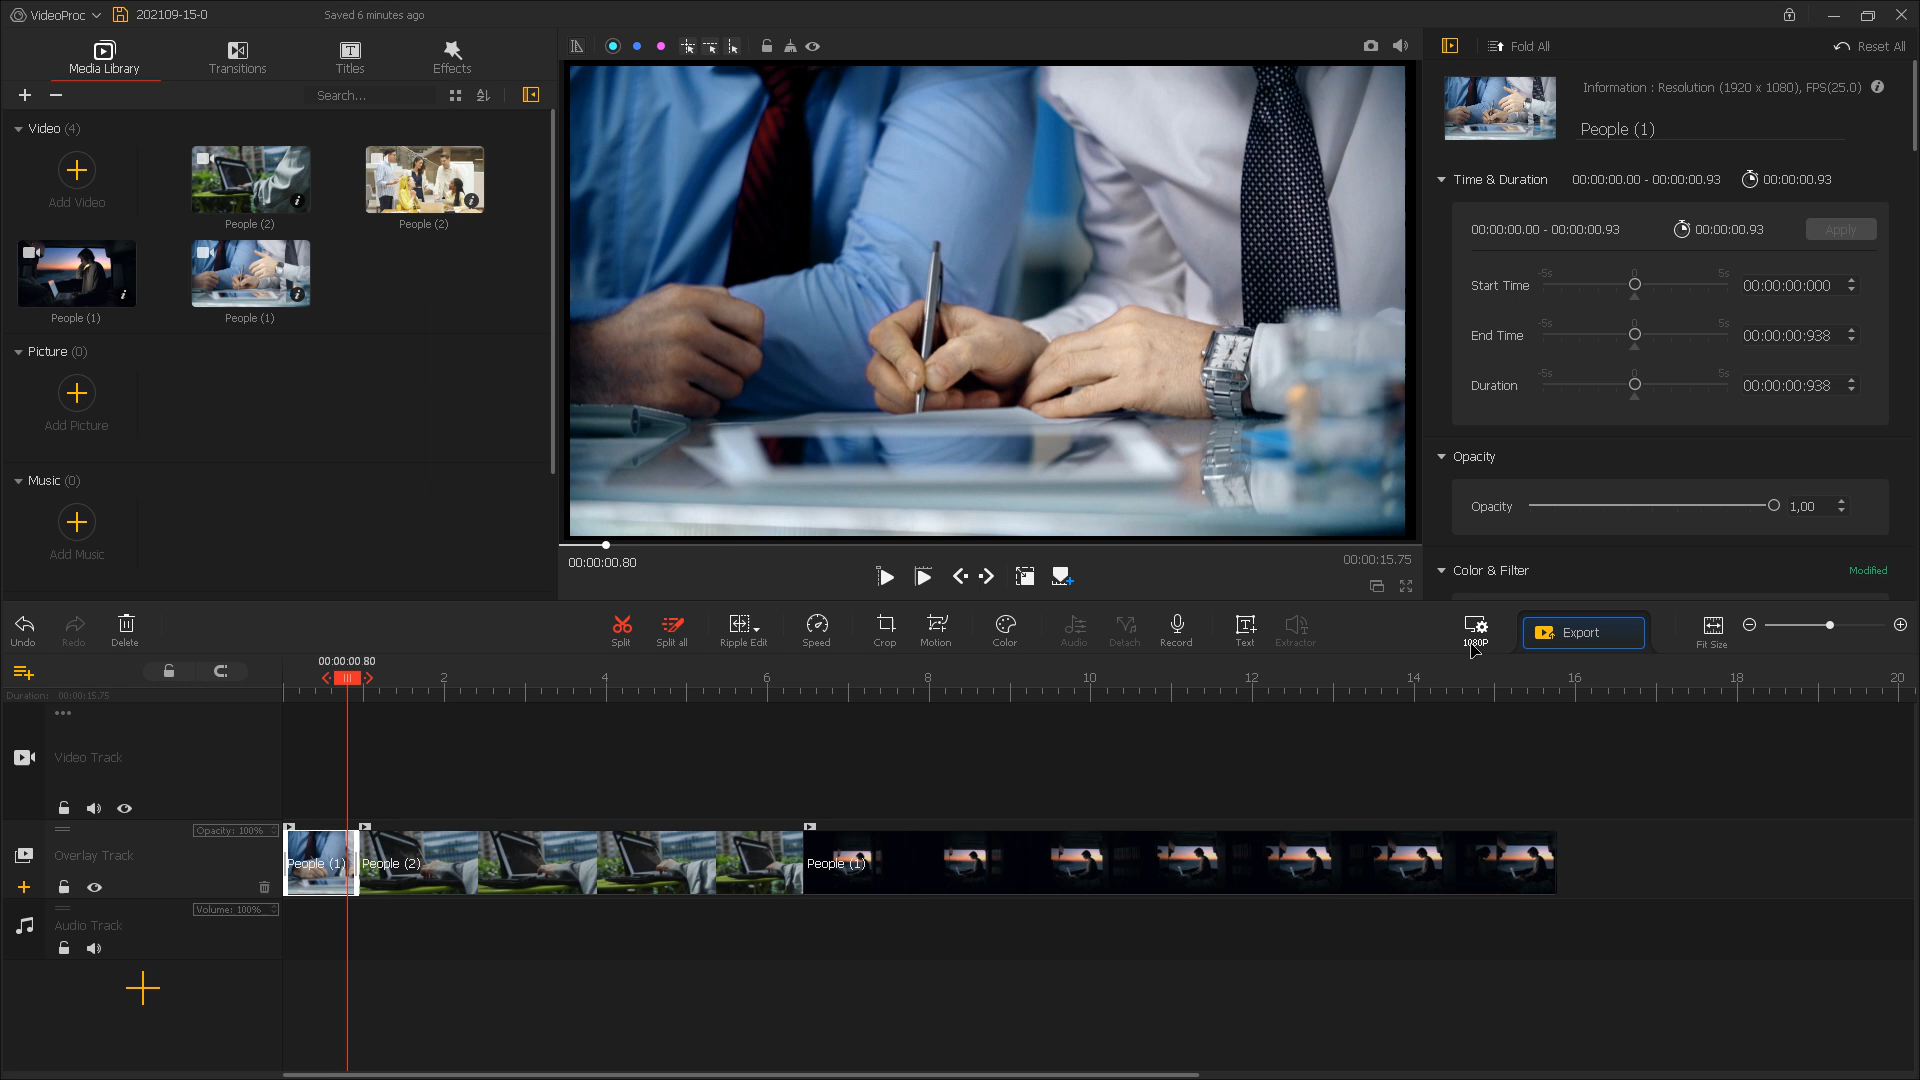 VideoProc
202109-15-0
Saved 6 minutes ago
Media Library
Transitions
Titles
Effects
Search...
Video (4)
Add Video
People (2)
People (2)
People (1)
People (1)
Picture (0)
Add Picture
Music (0)
Add Music
00:00:00.80
00:00:15.75
Fold All
Reset All
Information : Resolution (1920 x 1080), FPS(25.0)
People (1)
Time & Duration
00:00:00.00 - 00:00:00.93
00:00:00.93
00:00:00.00 - 00:00:00.93
00:00:00.93
Apply
-5s 0 5s
Start Time
00:00:00:000
-5s 0 5s
End Time
00:00:00:938
-5s 0 5s
Duration
00:00:00:938
Opacity
Opacity
1,00
Color & Filter
Modified
Undo
Redo
Delete
Split
Split all
Ripple Edit
Speed
Crop
Motion
Color
Audio
Detach
Record
Text
Extractor
1080P
Export
Fit Size
00:00:00.80
2 4 6 8 10 12 14 16 18 20
Duration: 00:00:15.75
Video Track
Opacity: 100%
Overlay Track
People (1)
People (2)
People (1)
Volume: 100%
Audio Track